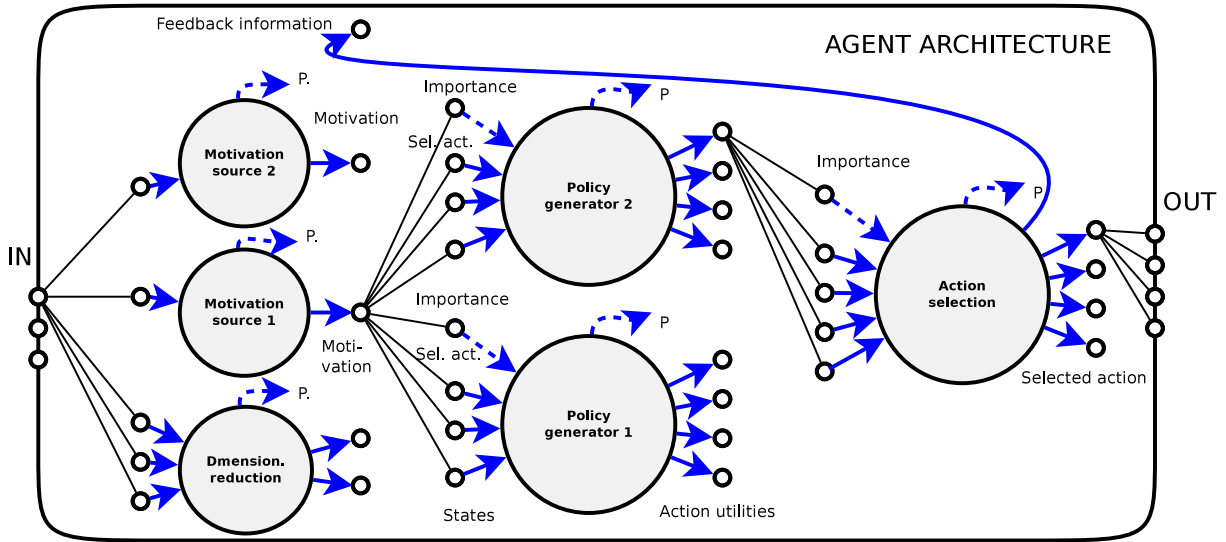 Feedback information
AGENT ARCHITECTURE
P.
Importance
P
Motivation
Sel. act.
Motivation
source 2
Policy
generator 2
Importance
P
OUT
IN
P.
Motivation
source 1
Importance
P
Action
selection
Moti-
vation
Sel. act.
Selected action
P.
Policy
generator 1
Dmension.
reduction
States
Action utilities